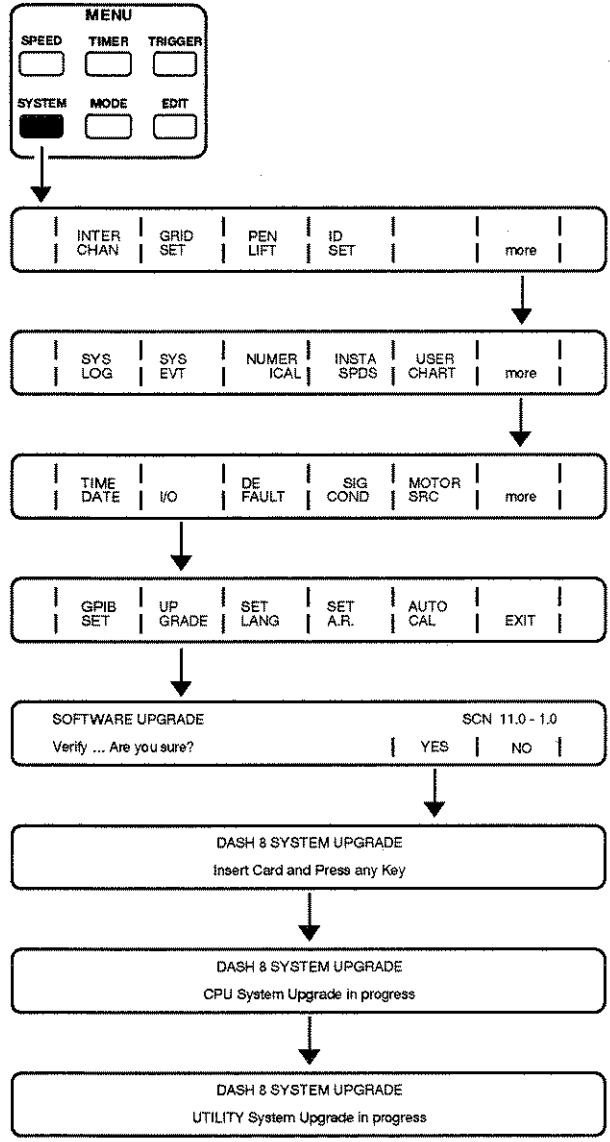 MENU
SPEED TIMER TRIGGER
SYSTEM MODE EDIT
INTER GRID PEN ID
CHAN SET LIFT SET more
SYS SYS NUMER INSTA USER
LOG EVT ICAL SPDS CHART more
TIME DE SIG MOTOR
DATE I/O FAULT COND SRC more
GPIB UP SET SET AUTO
SET GRADE LANG A.R. CAL EXIT
SOFTWARE UPGRADE SCN 11.0 - 1.0
Verify ... Are you sure? YES NO
DASH 8 SYSTEM UPGRADE
Insert Card and Press any Key
DASH 8 SYSTEM UPGRADE
CPU System Upgrade in progress
DASH 8 SYSTEM UPGRADE
UTILITY System Upgrade in progress